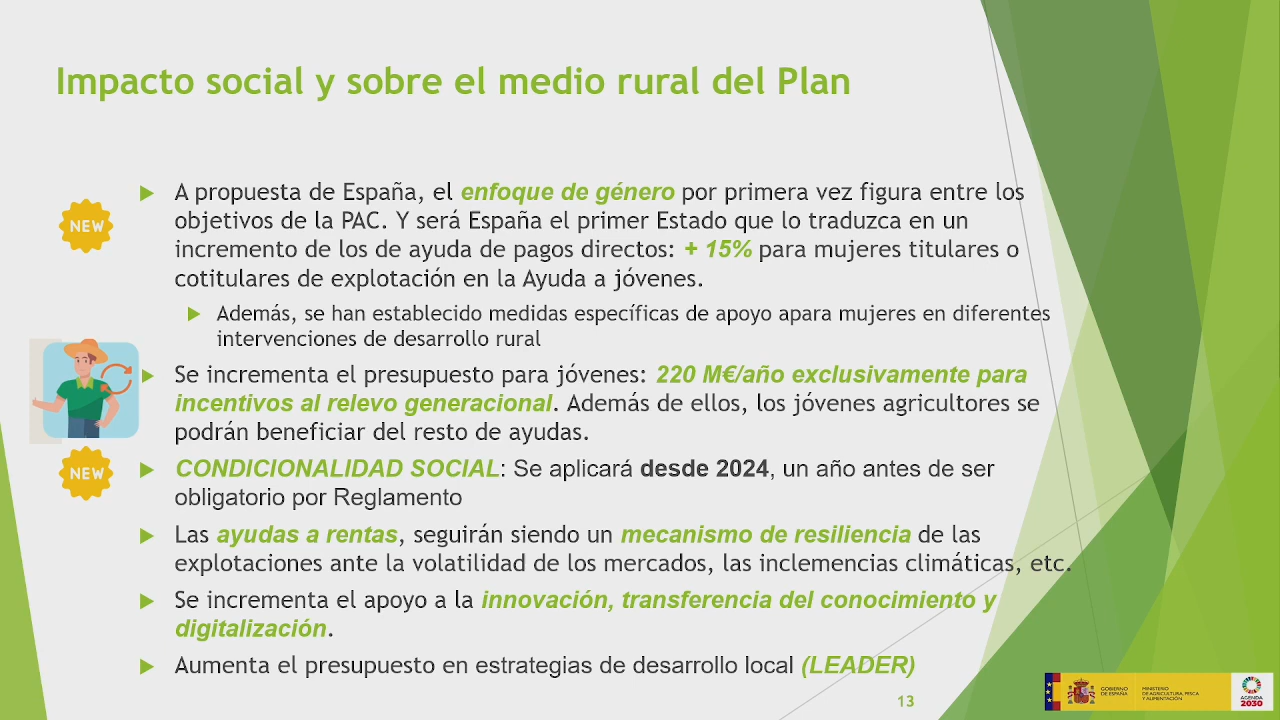 Impacto social y sobre el medio rural del Plan
A propuesta de España, el enfoque de género por primera vez figura entre los
NEW
objetivos de la PAC. Y será España el primer Estado que lo traduzca en un
incremento de los de ayuda de pagos directos: + 15% para mujeres titulares o
cotitulares de explotación en la Ayuda a jóvenes.
Además, se han establecido medidas específicas de apoyo apara mujeres en diferentes
intervenciones de desarrollo rural
Se incrementa el presupuesto para jóvenes: 220 M€/año exclusivamente para
incentivos al relevo generacional. Además de ellos, los jóvenes agricultores se
podrán beneficiar del resto de ayudas.
NEW
CONDICIONALIDAD SOCIAL: Se aplicará desde 2024, un año antes de ser
obligatorio por Reglamento
Las ayudas a rentas, seguirán siendo un mecanismo de resiliencia de las
explotaciones ante la volatilidad de los mercados, las inclemencias climáticas, etc.
Se incrementa el apoyo a la innovación, transferencia del conocimiento y
digitalización.
Aumenta el presupuesto en estrategias de desarrollo local (LEADER)
13
GOBIERNO
DE ESPAÑA
MINISTERIO
DE AGRICULTURA, PESCA
Y ALIMENTACIÓN
AGENDA
2030